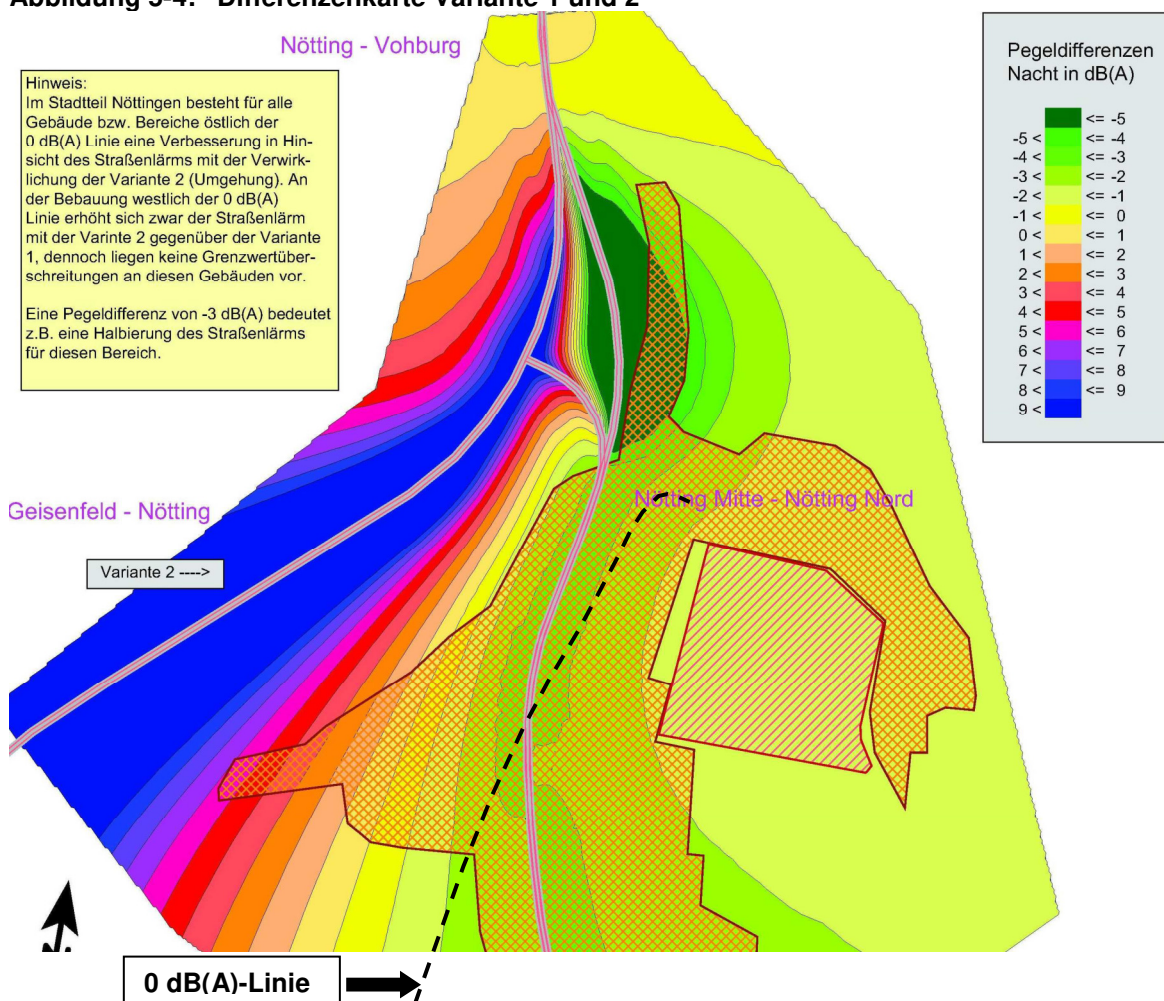 Abbildung 3-4: Differenzenkarte Variante 1 und 2
Nötting - Vohburg
Hinweis:
Im Stadtteil Nöttingen besteht für alle
Gebäude bzw. Bereiche östlich der
0 dB(A) Linie eine Verbesserung in Hin-
sicht des Straßenlärms mit der Verwirk-
lichung der Variante 2 (Umgehung). An
der Bebauung westlich der 0 dB(A)
Linie erhöht sich zwar der Straßenlärm
mit der Varinte 2 gegenüber der Variante
1, dennoch liegen keine Grenzwertüber-
schreitungen an diesen Gebäuden vor.
Eine Pegeldifferenz von -3 dB(A) bedeutet
z.B. eine Halbierung des Straßenlärms
für diesen Bereich.
Pegeldifferenzen
Nacht in dB(A)
<= -5
-5 < <= -4
-4 < <= -3
-3 < <= -2
-2 < <= -1
-1 < <= 0
0 < <= 1
1 < <= 2
2 < <= 3
3 < <= 4
4 < <= 5
5 < <= 6
6 < <= 7
7 < <= 8
8 < <= 9
9 <
Nötting Mitte - Nötting Nord
Geisenfeld - Nötting
Variante 2 ---->
0 dB(A)-Linie